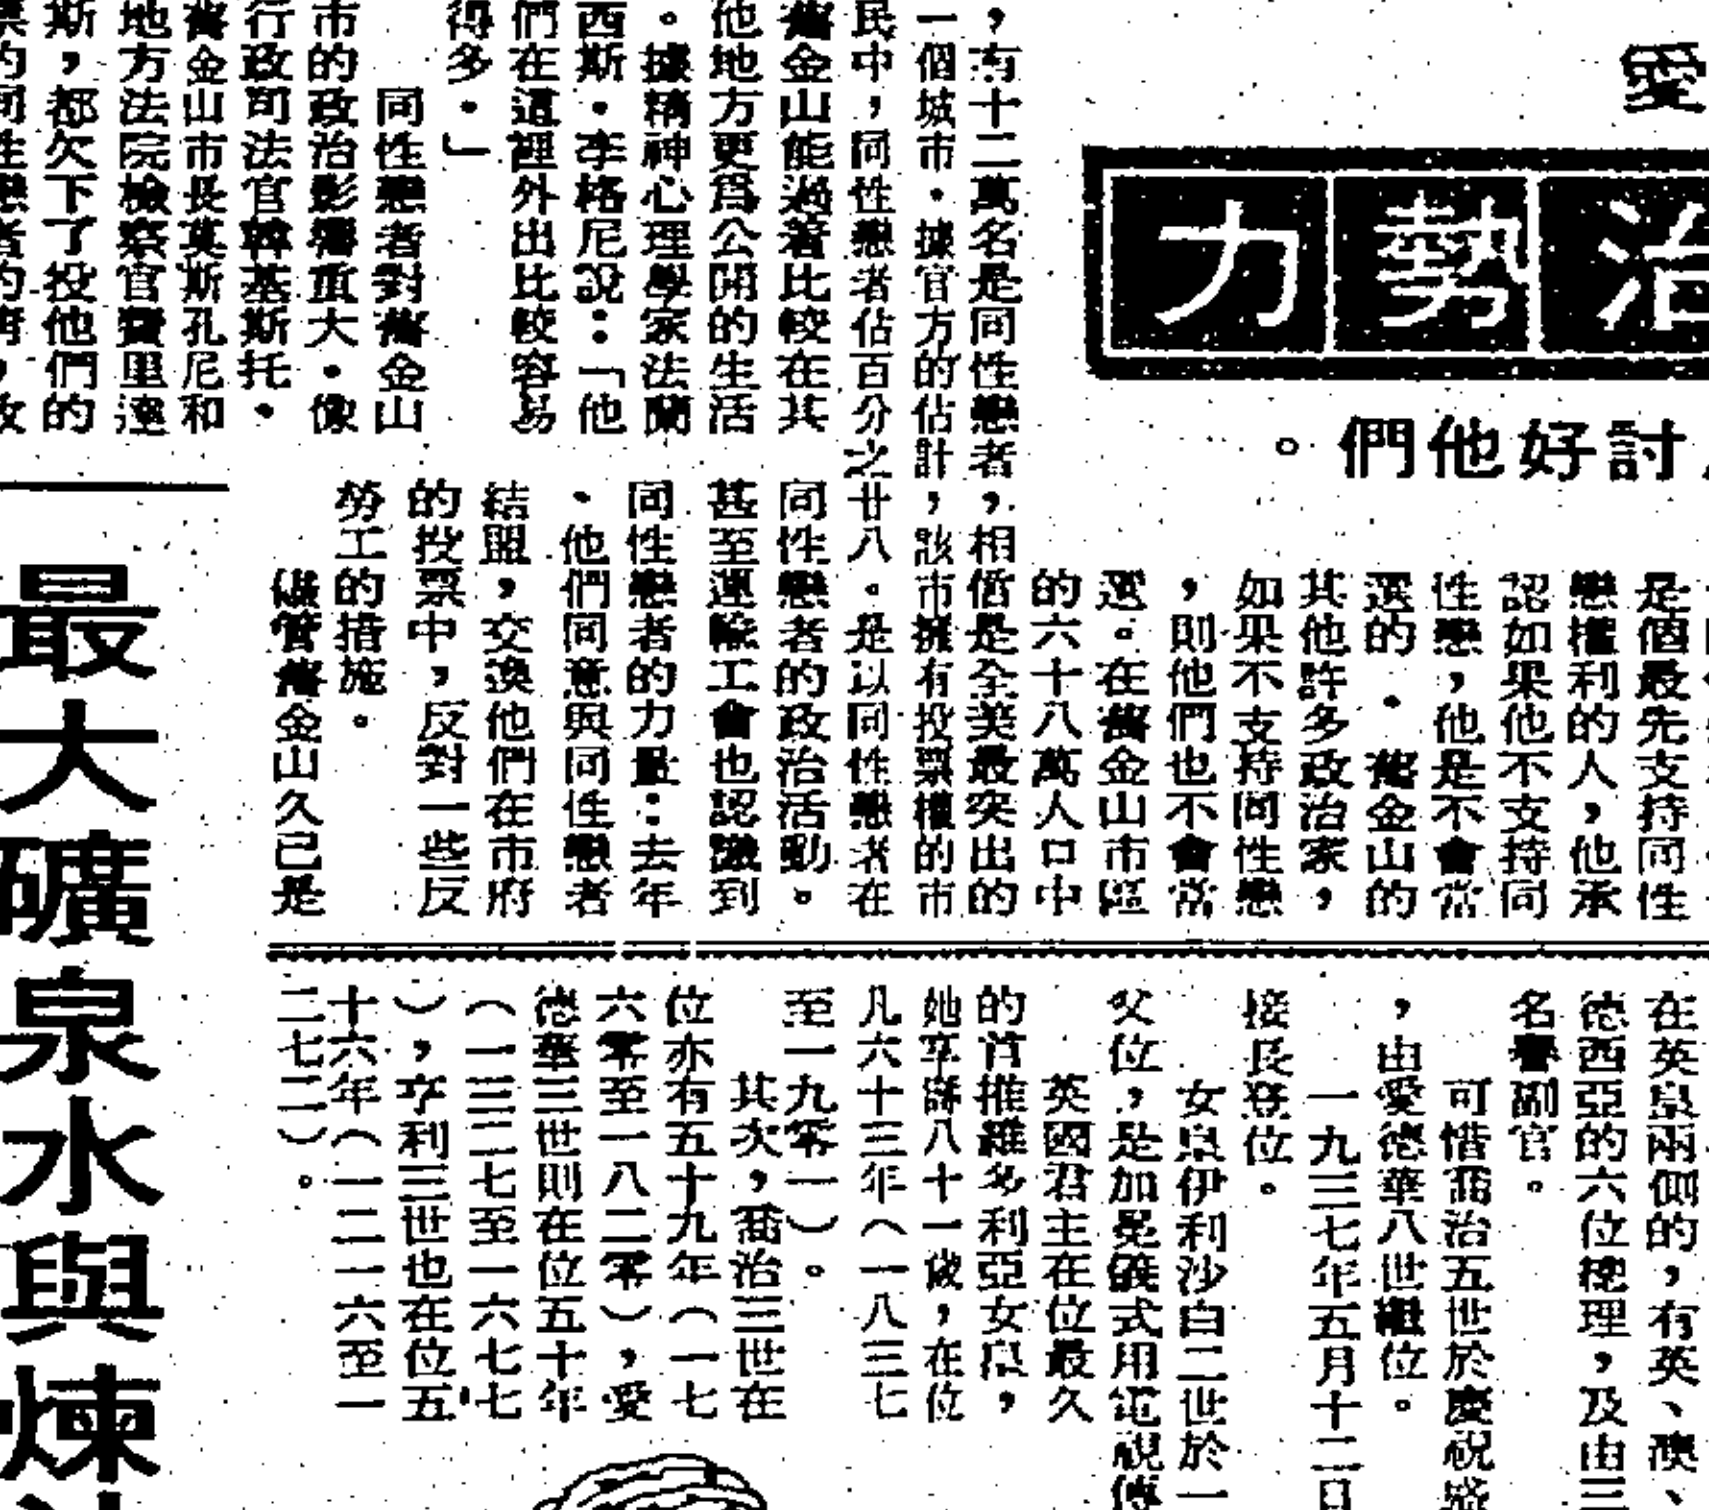 愛
治勢力
討好他們。
是個最先支持同性
戀權利的人，他承
認如果他不支持同
性戀，他是不會當
選的．舊金山的
其他許多政治家，
如果不支持同性戀
，則他們也不會當
選。在舊金山市區
的六十八萬人口中
，有十二萬名是同性戀者，相信是全美最突出的
一個城市．據官方的估計，該市擁有投票權的市
民中，同性戀者佔百分之廿八。是以同性戀者在
舊金山能過著比較在其
他地方更爲公開的生活
。據精神心理學家法蘭
西斯．李格尼說：「他
們在這裡外出比較容易
得多．」
同性戀者對舊金山
市的政治影響重大．像
行政司法官韓基斯托．
舊金山市長莫斯孔尼和
地方法院檢察官費里達
斯，都欠下了投他們的
票的同性戀者的
同性戀者的政治活動。
甚至運輸工會也認識到
同性戀者的力量：去年
、他們同意與同性戀者
結盟，交換他們在市府
的投票中，反對一些反
勞工的措施。
儘管舊金山久已是
最大礦泉水與煉
在英皇兩側的，有英、澳、
德西亞的六位總理，及由三
名譽副官。
可惜喬治五世於慶祝盛
，由愛德華八世繼位。
一九三七年五月十二日
接民登位。
女皇伊利沙白二世於一
父位，是加冕儀式用電視傳
英國君主在位最久
的首推維多利亞女皇，
她享壽八十一歲，在位
凡六十三年（一八三七
至一九零一）。
其次，喬治三世在
位亦有五十九年（一七
六零至一八二零），愛
德華三世則在位五十年
（一三二七至一六七七
），亨利三世也在位五
十六年（一二一六至一
二七二）。